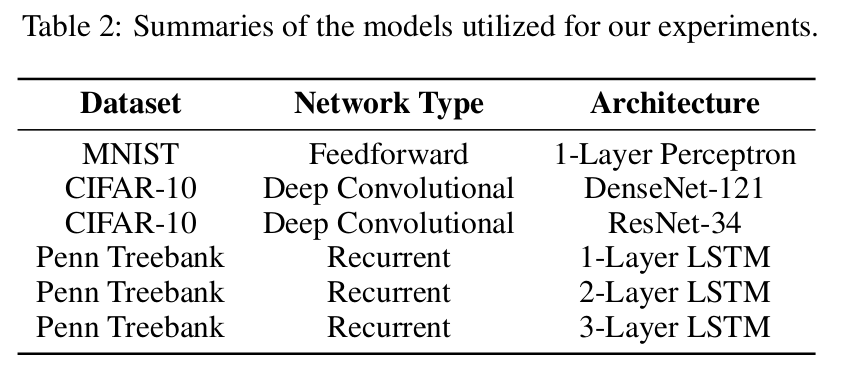 Table 2: Summaries of the models utilized for our experiments.
Dataset Network Type Architecture
MNIST Feedforward 1-Layer Perceptron
CIFAR-10 Deep Convolutional DenseNet-121
CIFAR-10 Deep Convolutional ResNet-34
Penn Treebank Recurrent 1-Layer LSTM
Penn Treebank Recurrent 2-Layer LSTM
Penn Treebank Recurrent 3-Layer LSTM